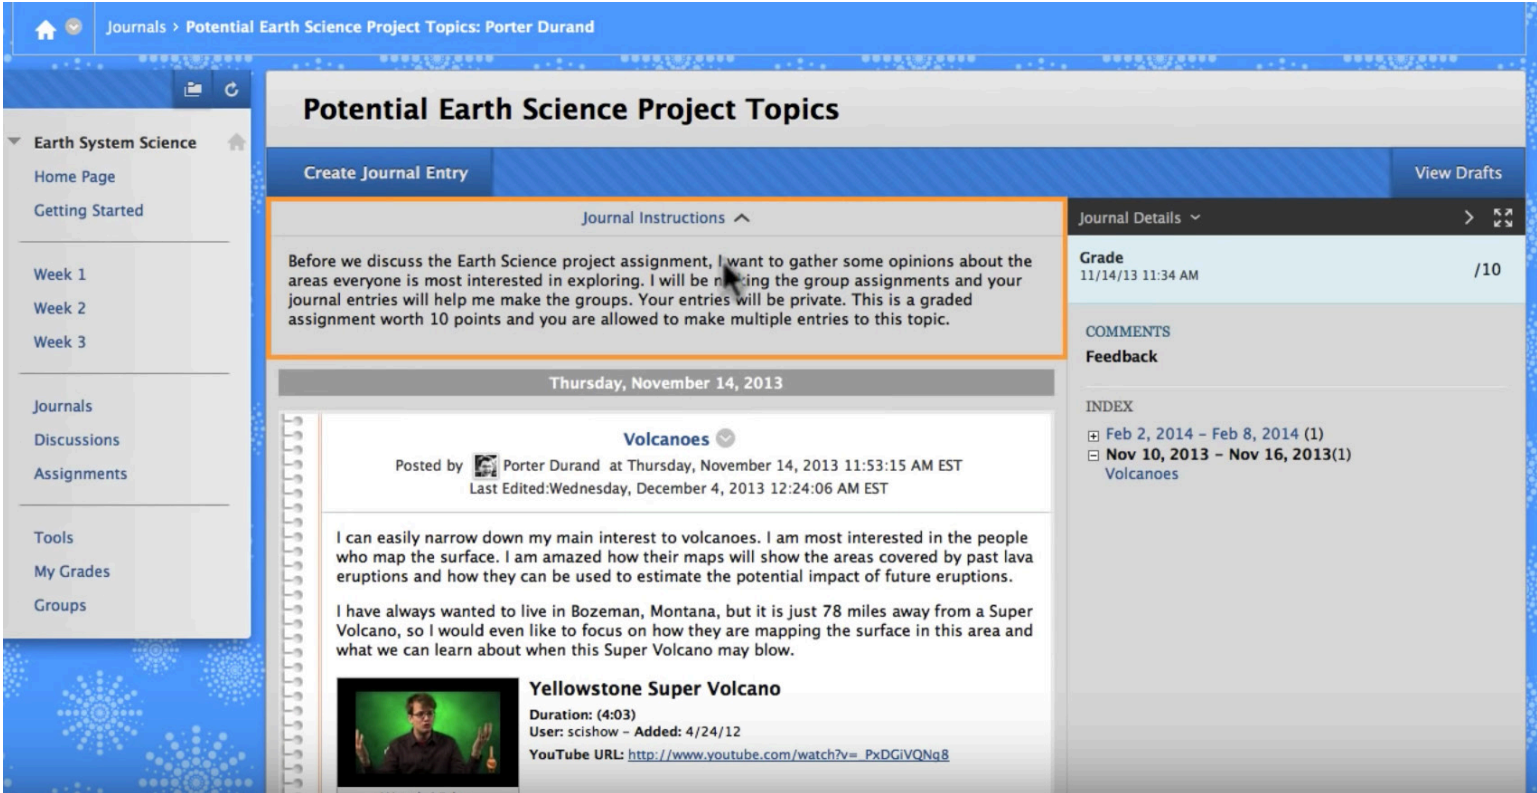 Journals > Potential Earth Science Project Topics: Porter Durand
Earth System Science
Home Page
Getting Started
Week 1
Week 2
Week 3
Journals
Discussions
Assignments
Tools
My Grades
Groups
Potential Earth Science Project Topics
Create Journal Entry
View Drafts
Journal Instructions
Before we discuss the Earth Science project assignment, I want to gather some opinions about the
areas everyone is most interested in exploring. I will be making the group assignments and your
journal entries will help me make the groups. Your entries will be private. This is a graded
assignment worth 10 points and you are allowed to make multiple entries to this topic.
Thursday, November 14, 2013
Volcanoes
Posted by Porter Durand at Thursday, November 14, 2013 11:53:15 AM EST
Last Edited:Wednesday, December 4, 2013 12:24:06 AM EST
I can easily narrow down my main interest to volcanoes. I am most interested in the people
who map the surface. I am amazed how their maps will show the areas covered by past lava
eruptions and how they can be used to estimate the potential impact of future eruptions.
I have always wanted to live in Bozeman, Montana, but it is just 78 miles away from a Super
Volcano, so I would even like to focus on how they are mapping the surface in this area and
what we can learn about when this Super Volcano may blow.
Yellowstone Super Volcano
Duration: (4:03)
User: scishow – Added: 4/24/12
YouTube URL: http://www.youtube.com/watch?v=_PxDGiVQNg8
Journal Details
Grade
11/14/13 11:34 AM
/10
COMMENTS
Feedback
INDEX
Feb 2, 2014 – Feb 8, 2014 (1)
Nov 10, 2013 – Nov 16, 2013(1)
Volcanoes